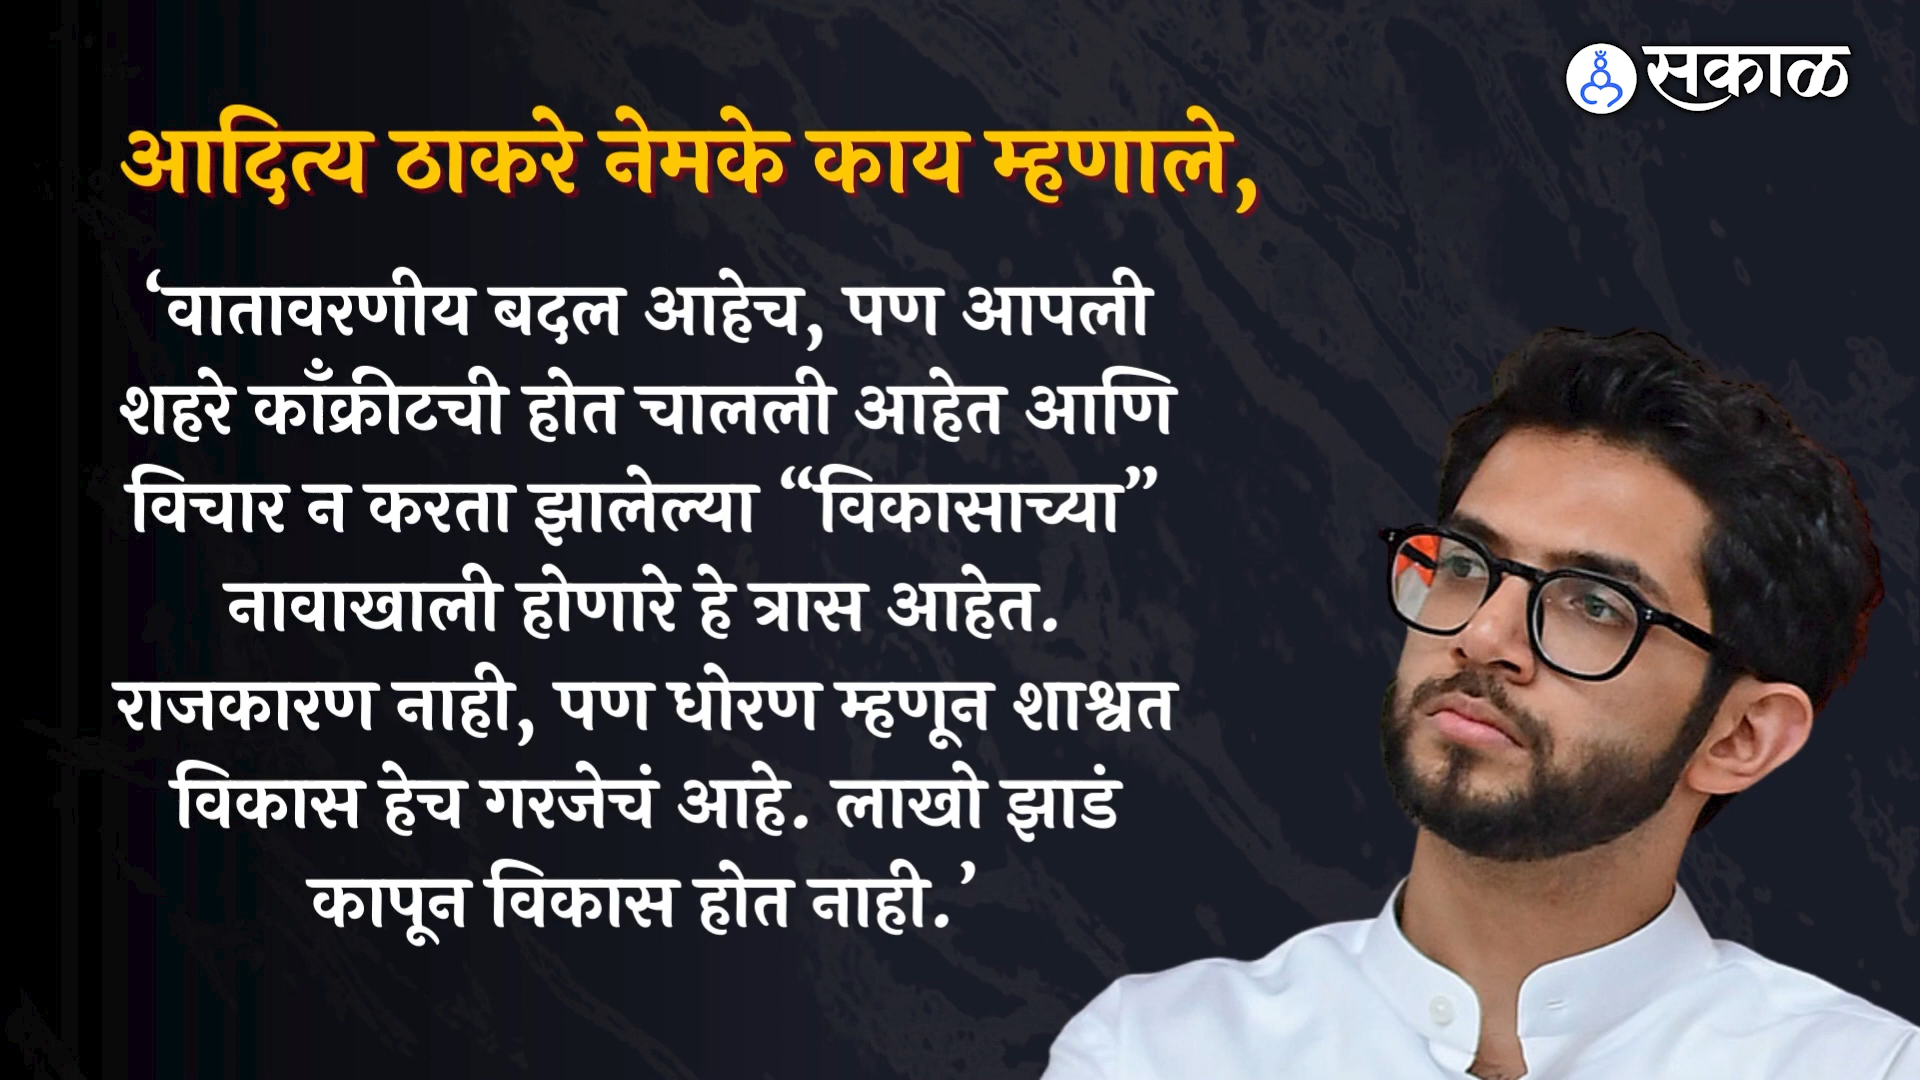 सकाळ
आदित्य ठाकरे नेमके काय म्हणाले,
‘वातावरणीय बदल आहेच, पण आपली
शहरे काँक्रीटची होत चालली आहेत आणि
विचार न करता झालेल्या “विकासाच्या”
नावाखाली होणारे हे त्रास आहेत.
राजकारण नाही, पण धोरण म्हणून शाश्वत
विकास हेच गरजेचं आहे. लाखो झाडं
कापून विकास होत नाही.’